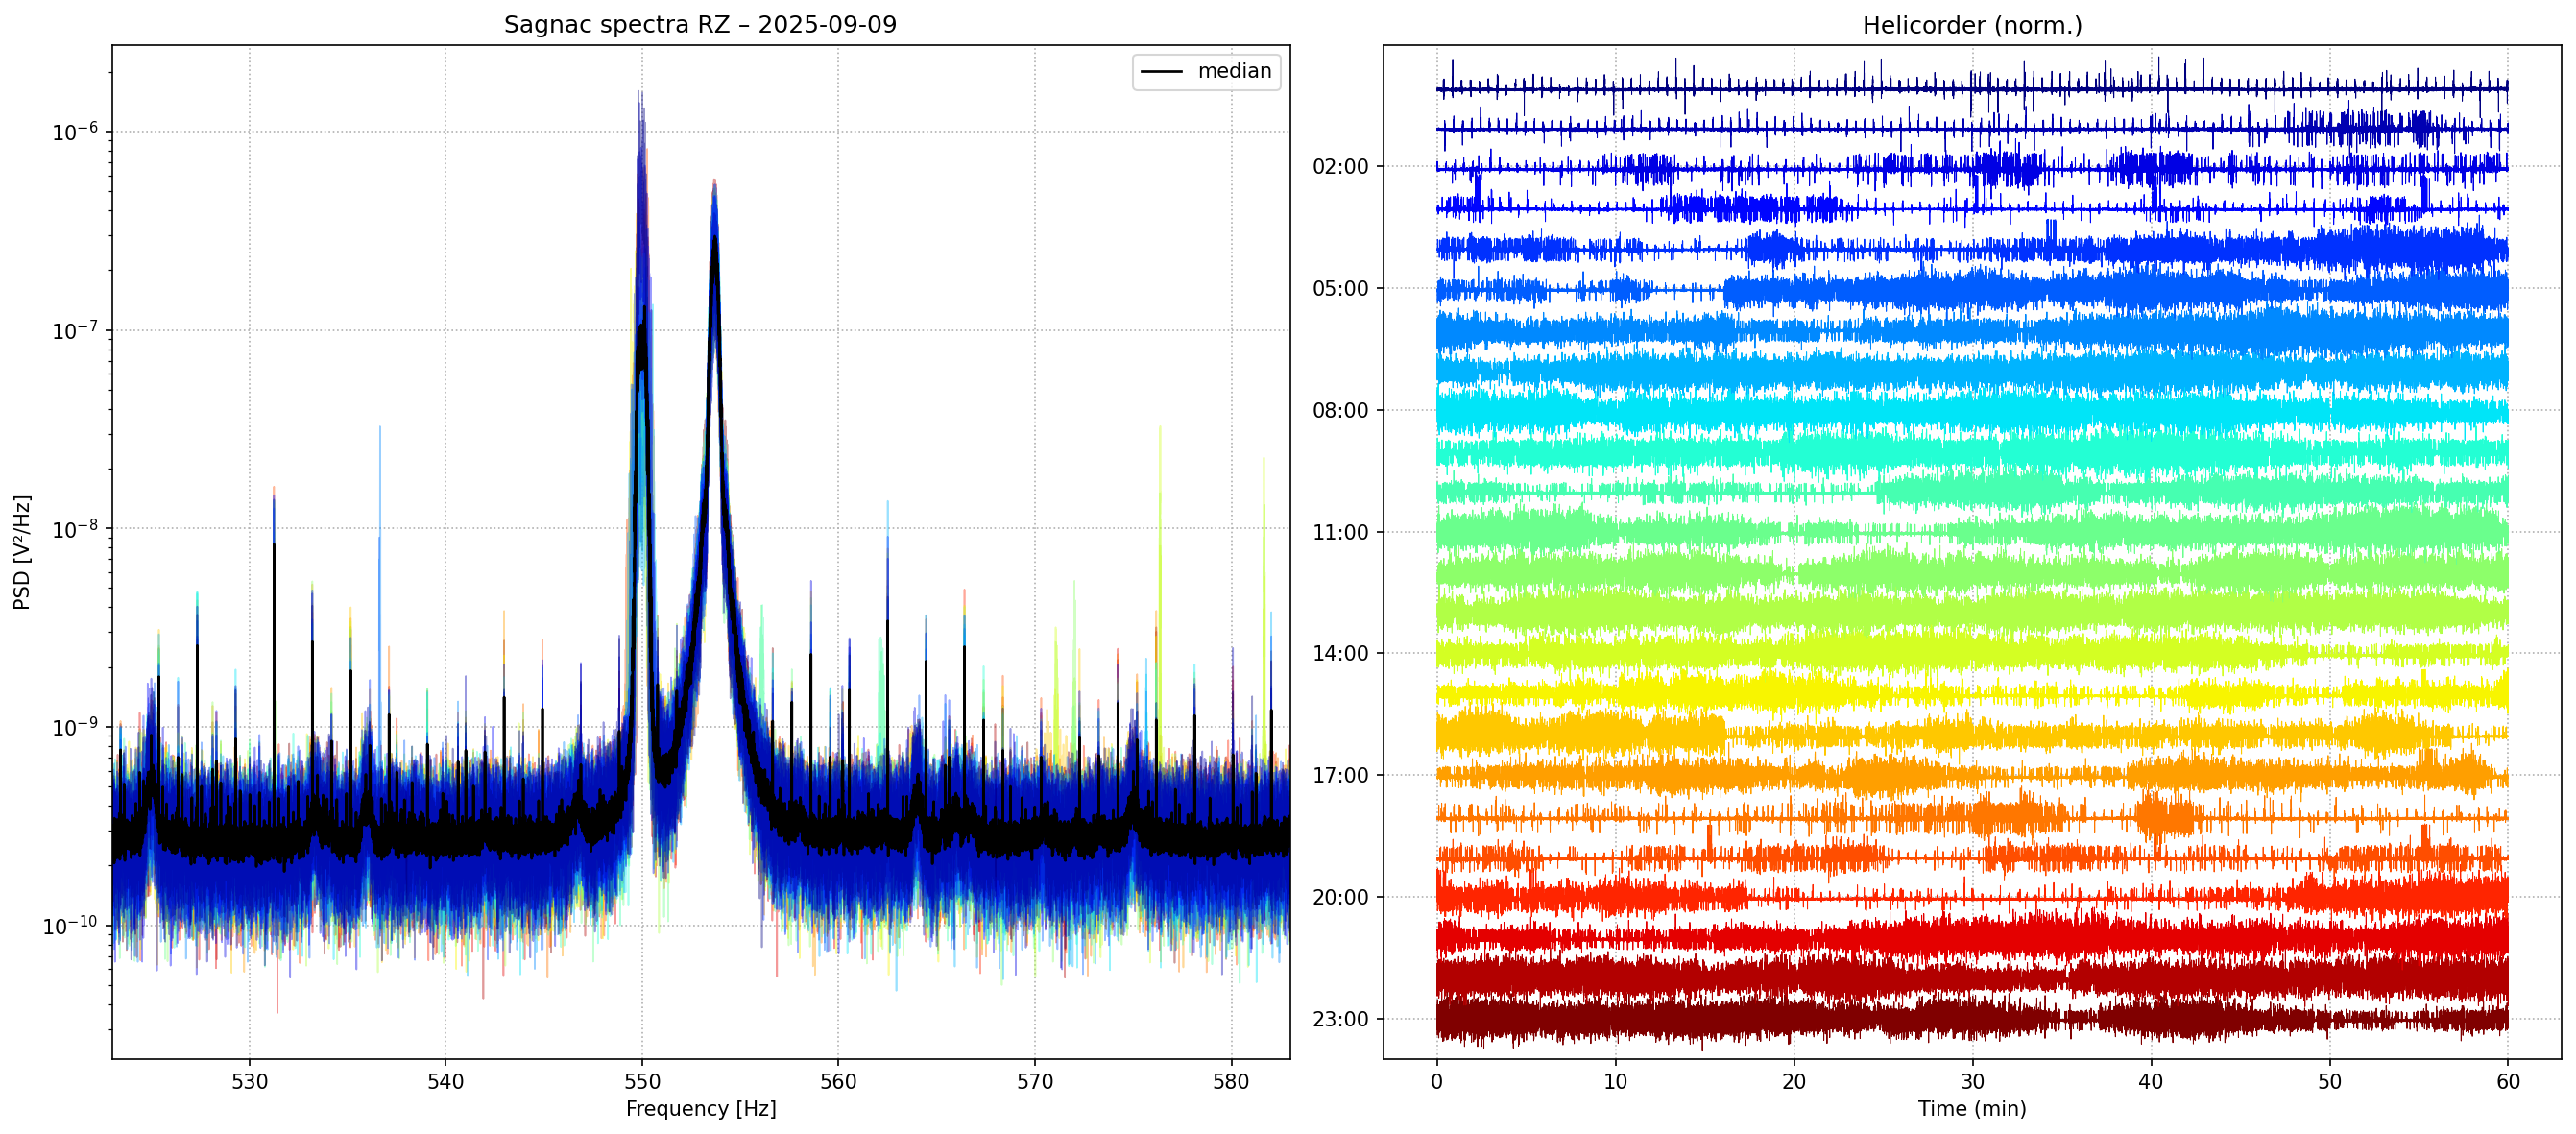 Sagnac spectra RZ – 2025-09-09
median
10⁻⁶
10⁻⁷
10⁻⁸
10⁻⁹
10⁻¹⁰
PSD [V²/Hz]
530 540 550 560 570 580
Frequency [Hz]
Helicorder (norm.)
02:00
05:00
08:00
11:00
14:00
17:00
20:00
23:00
0 10 20 30 40 50 60
Time (min)